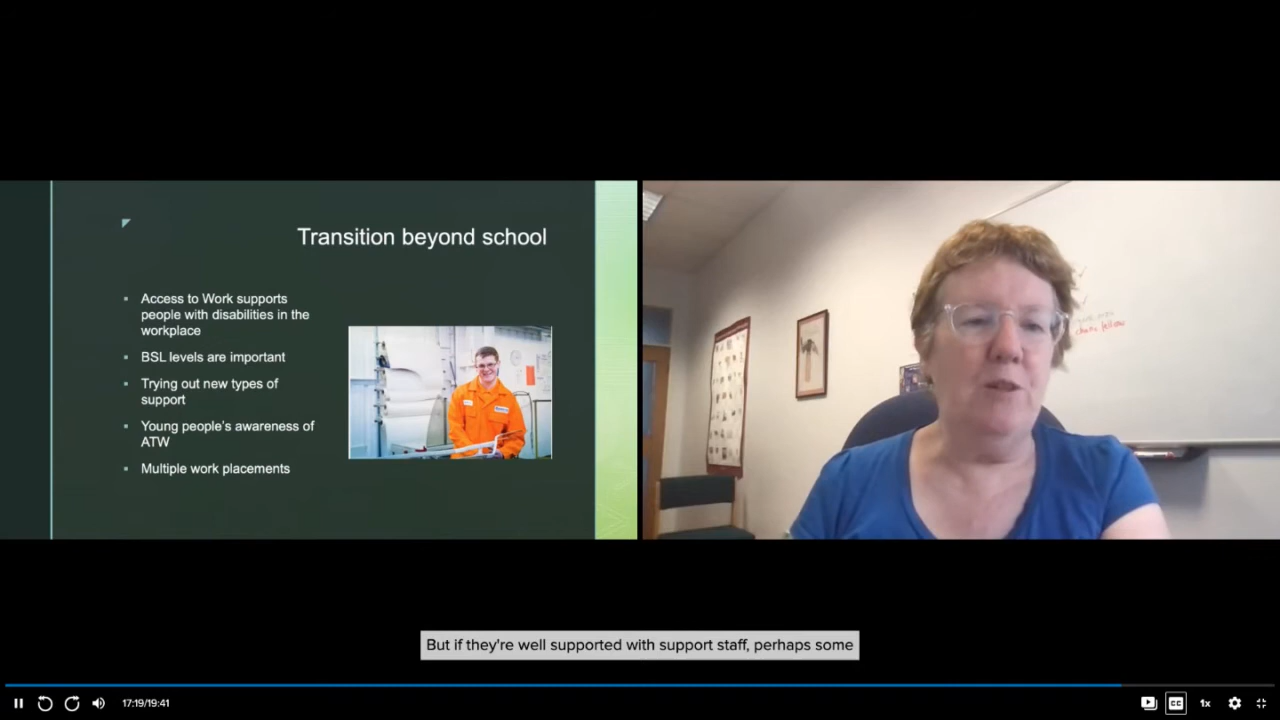 Transition beyond school
Access to Work supports
people with disabilities in the
workplace
BSL levels are important
Trying out new types of
support
Young people's awareness of
ATW
Multiple work placements
But if they're well supported with support staff, perhaps some
17:19/19:41
CC
1x